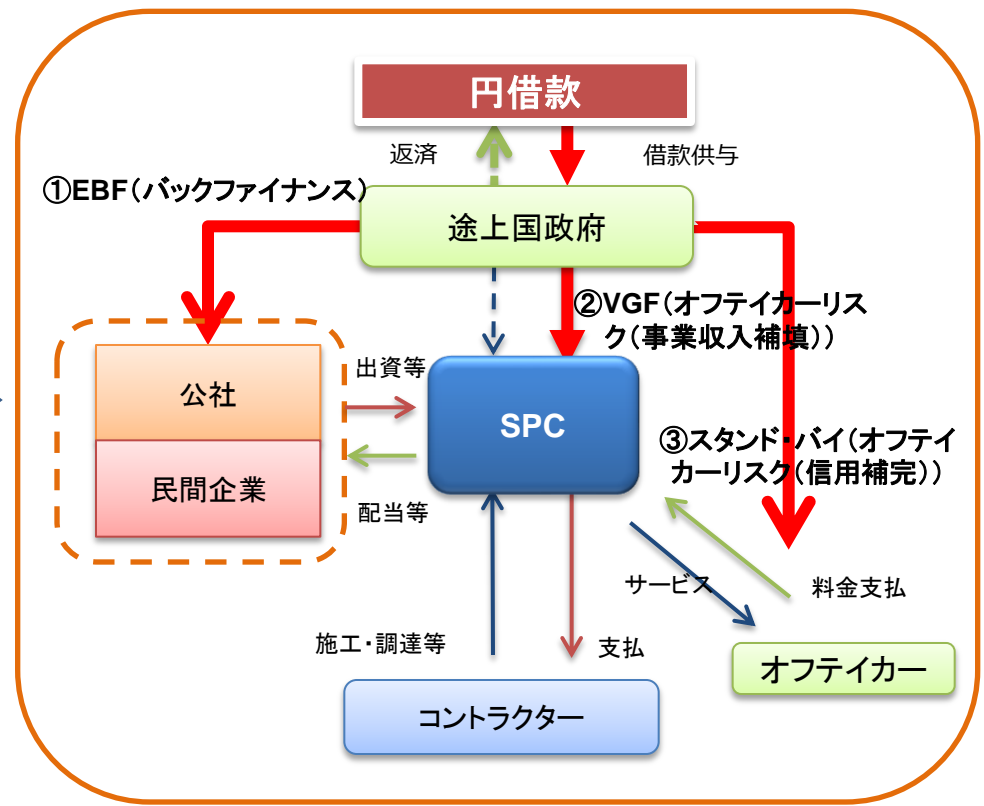 円借款
返済
借款供与
①EBF（バックファイナンス）
途上国政府
②VGF（オフテイカーリス
ク（事業収入補填））
公社
民間企業
出資等
配当等
SPC
③スタンド・バイ（オフテイ
カーリスク（信用補完））
サービス
料金支払
施工・調達等
支払
オフテイカー
コントラクター